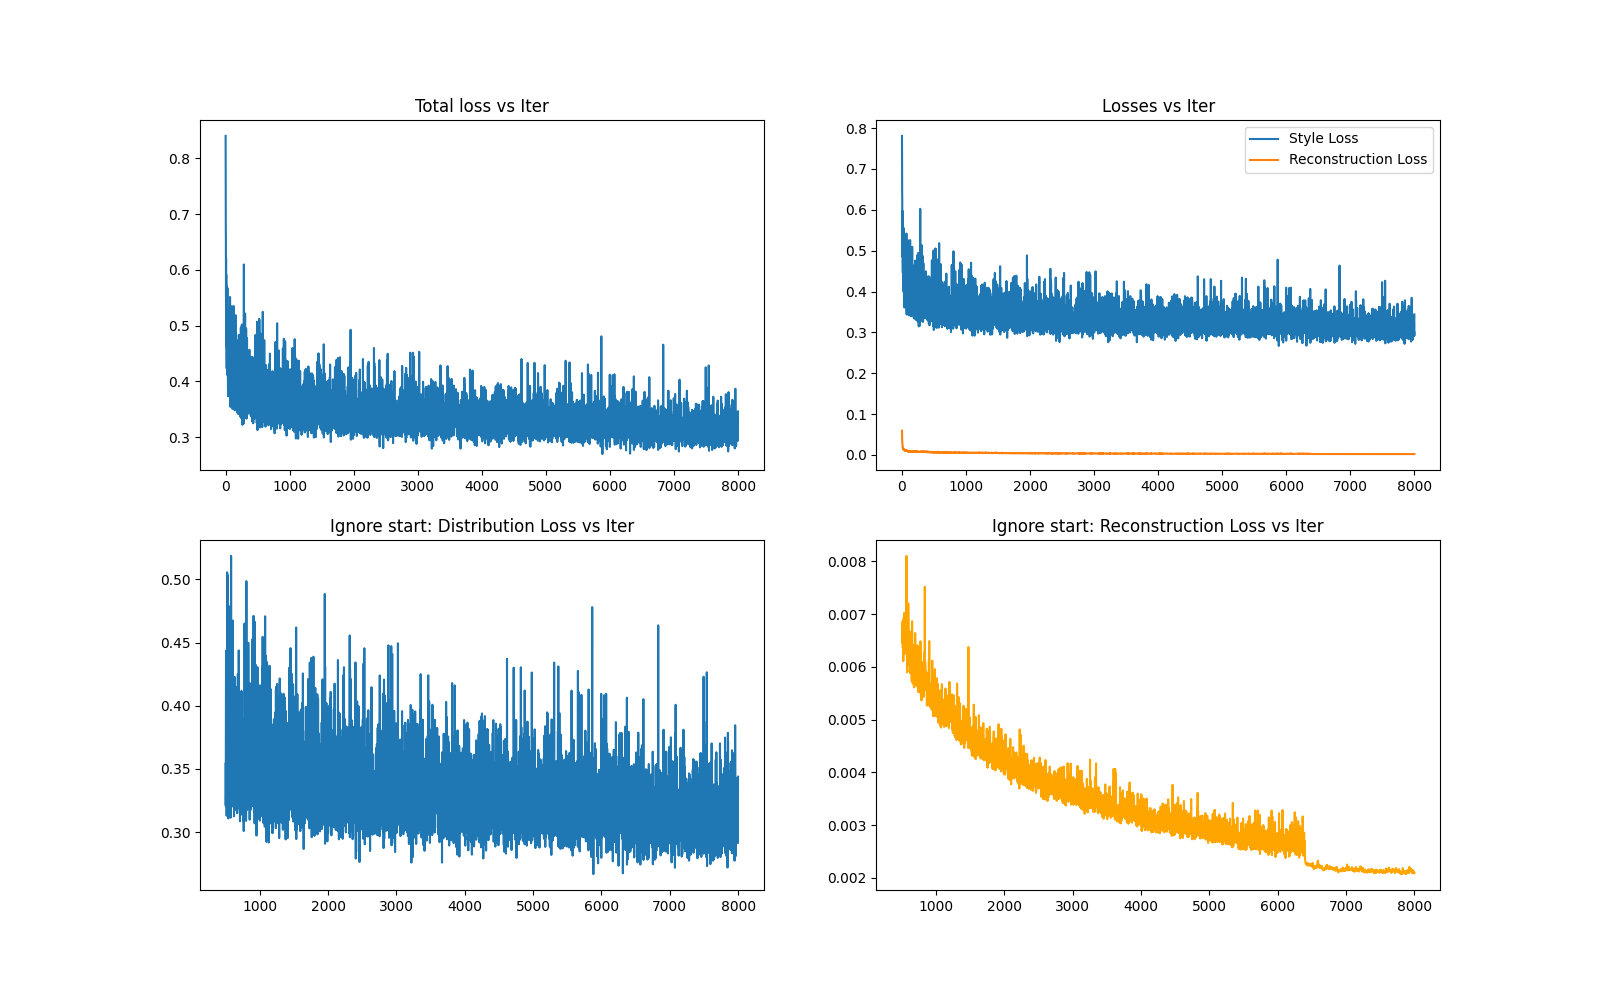 Total loss vs Iter
0.8
0.7
0.6
0.5
0.4
0.3
0 1000 2000 3000 4000 5000 6000 7000 8000
Losses vs Iter
Style Loss
Reconstruction Loss
0.8
0.7
0.6
0.5
0.4
0.3
0.2
0.1
0.0
0 1000 2000 3000 4000 5000 6000 7000 8000
Ignore start: Distribution Loss vs Iter
0.50
0.45
0.40
0.35
0.30
1000 2000 3000 4000 5000 6000 7000 8000
Ignore start: Reconstruction Loss vs Iter
0.008
0.007
0.006
0.005
0.004
0.003
0.002
1000 2000 3000 4000 5000 6000 7000 8000